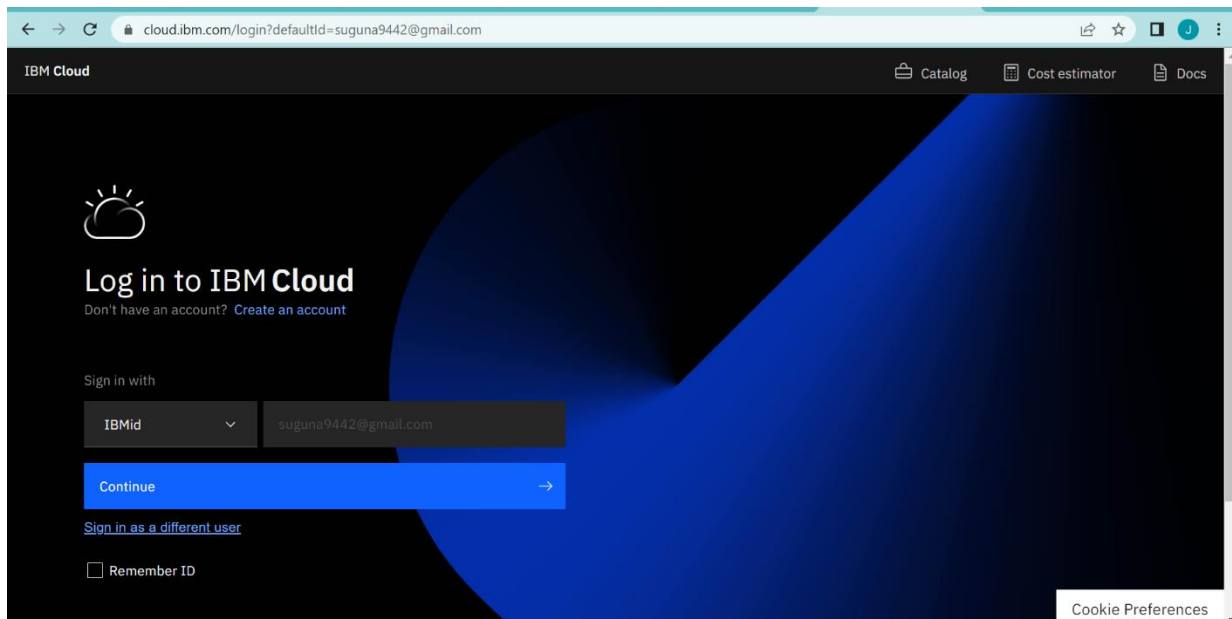 cloud.ibm.com/login?defaultId=suguna9442@gmail.com
J
IBM Cloud
Catalog
Cost estimator
Docs
Log in to IBM Cloud
Don't have an account? Create an account
Sign in with
IBMid
suguna9442@gmail.com
Continue
Sign in as a different user
Remember ID
Cookie Preferences